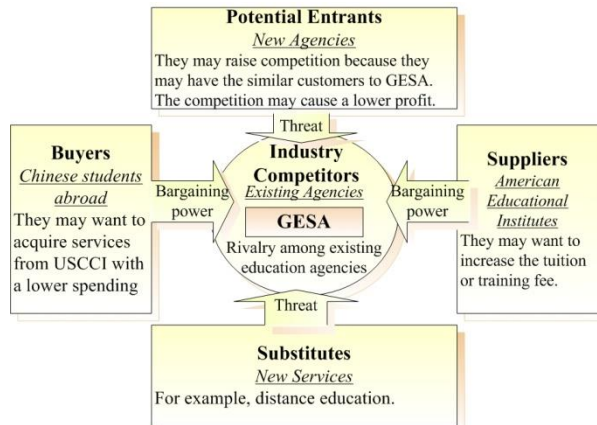 Potential Entrants
New Agencies
They may raise competition because they
may have the similar customers to GESA.
The competition may cause a lower profit.
Threat
Buyers
Chinese students
abroad
They may want to
acquire services
from USCCI with
a lower spending
Bargaining
power
Industry
Competitors
Existing Agencies
GESA
Rivalry among existing
education agencies
Bargaining
power
Suppliers
American
Educational
Institutes
They may want to
increase the tuition
or training fee.
Threat
Substitutes
New Services
For example, distance education.